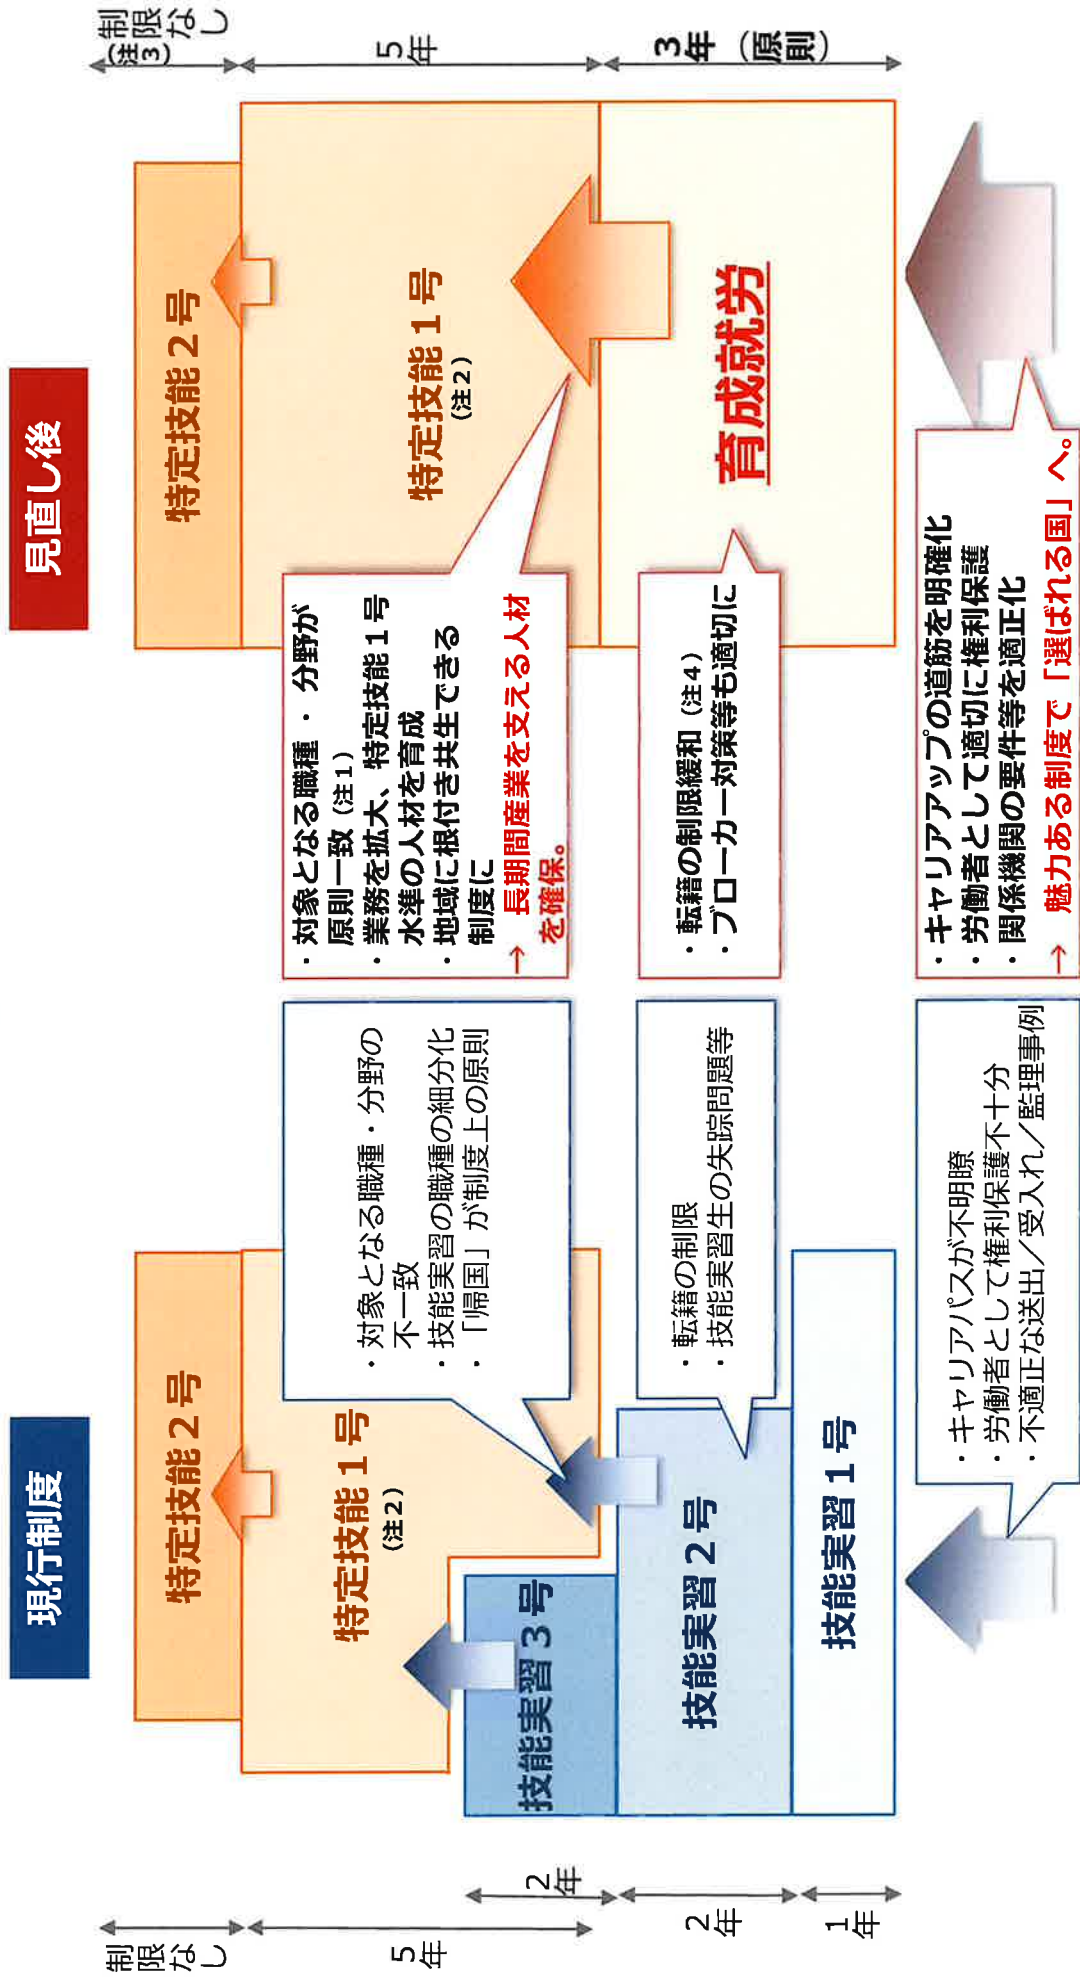 現行制度
見直し後
制限なし
5年
2年
2年
1年
特定技能2号
特定技能1号
(注2)
技能実習3号
技能実習2号
技能実習1号
・対象となる職種・分野の
不一致
・技能実習の職種の細分化
・「帰国」が制度上の原則
・転籍の制限
・技能実習生の失踪問題等
・キャリアパスが不明瞭
・労働者として権利保護不十分
・不適正な送出／受入れ／監理事例
・対象となる職種・分野が
原則一致(注1)
・業務を拡大、特定技能1号
水準の人材を育成
・地域に根付き共生できる
制度に
→ 長期間産業を支える人材
を確保。
・転籍の制限緩和(注4)
・ブローカー対策等も適切に
・キャリアアップの道筋を明確化
・労働者として適切に権利保護
・関係機関の要件等を適正化
→ 魅力ある制度で「選ばれる国」へ。
特定技能2号
特定技能1号
(注2)
育成就労
制限なし
(注3)
5年
3年(原則)